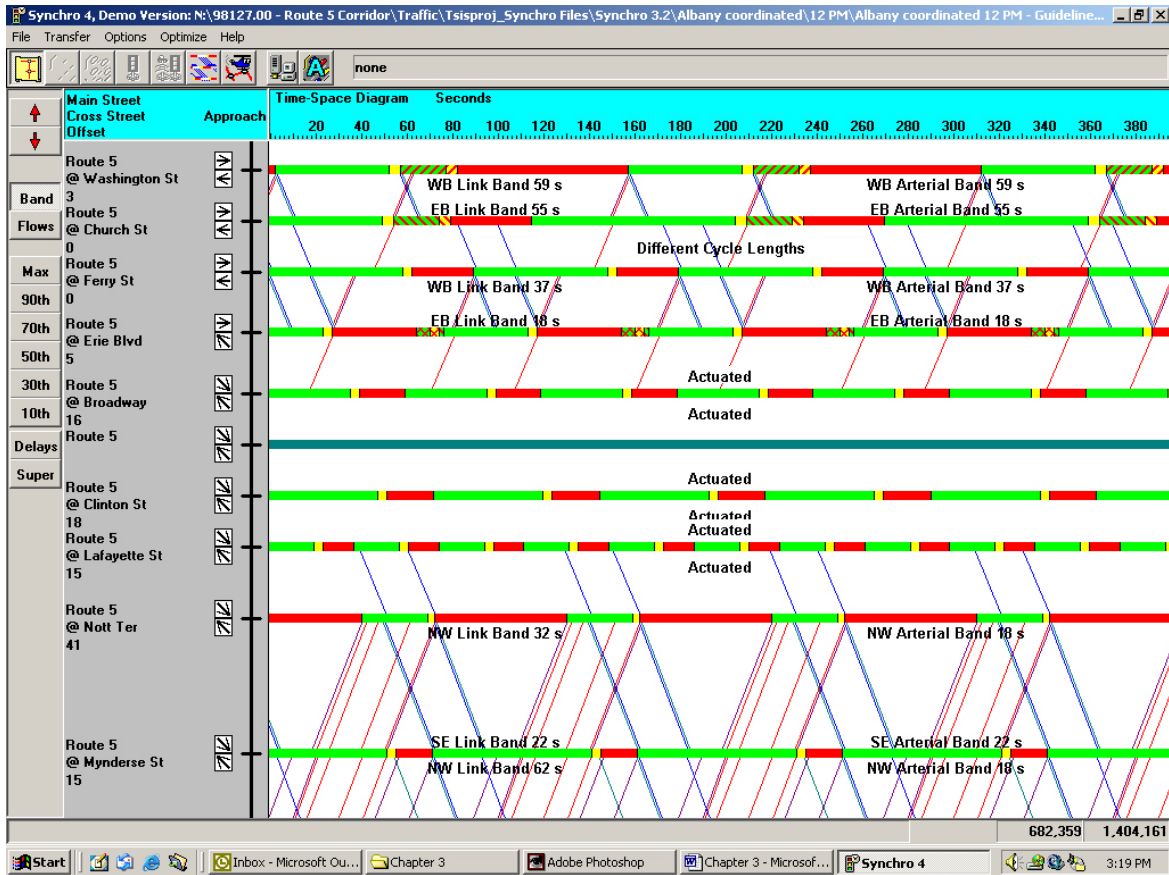 Synchro 4, Demo Version: N:\98127.00 - Route 5 Corridor\Traffic\Tsisproj_Synchro Files\Synchro 3.2\Albany coordinated\12 PM\Albany coordinated 12 PM - Guideline...
File Transfer Options Optimize Help
none
Main Street
Cross Street Approach
Offset
Time-Space Diagram Seconds
20 40 60 80 100 120 140 160 180 200 220 240 260 280 300 320 340 360 380
Band
Flows
Max
90th
70th
50th
30th
10th
Delays
Super
Route 5
@ Washington St
3
WB Link Band 59 s WB Arterial Band 59 s
EB Link Band 55 s EB Arterial Band 55 s
Route 5
@ Church St
0
Different Cycle Lengths
Route 5
@ Ferry St
0
WB Link Band 37 s WB Arterial Band 37 s
EB Link Band 18 s EB Arterial Band 18 s
Route 5
@ Erie Blvd
5
Actuated
Route 5
@ Broadway
16
Actuated
Route 5
Actuated
Route 5
@ Clinton St
18
Actuated
Actuated
Route 5
@ Lafayette St
15
Actuated
Route 5
@ Nott Ter
41
NW Link Band 32 s NW Arterial Band 18 s
SE Link Band 22 s SE Arterial Band 22 s
Route 5
@ Mynderse St
15
NW Link Band 62 s NW Arterial Band 18 s
682,359 1,404,161
Start Inbox - Microsoft Ou... Chapter 3 Adobe Photoshop Chapter 3 - Microsof... Synchro 4 3:19 PM